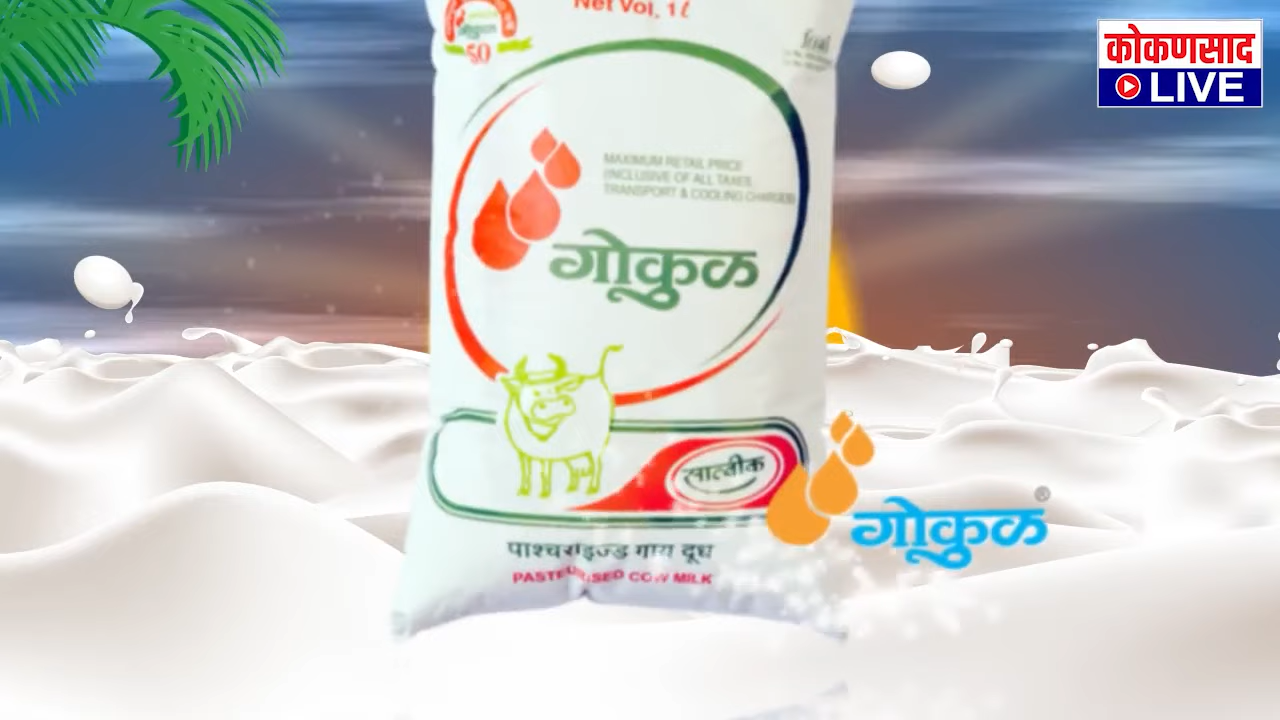 Net Vol. 1 ℓ
50
कोकणसाद
LIVE
MAXIMUM RETAIL PRICE
(INCLUSIVE OF ALL TAXES
TRANSPORT & COOLING CHARGES)
गोकुळ
सात्वीक
गोकुळ®
पाश्चराइज्ड गाय दूध
PASTEURISED COW MILK